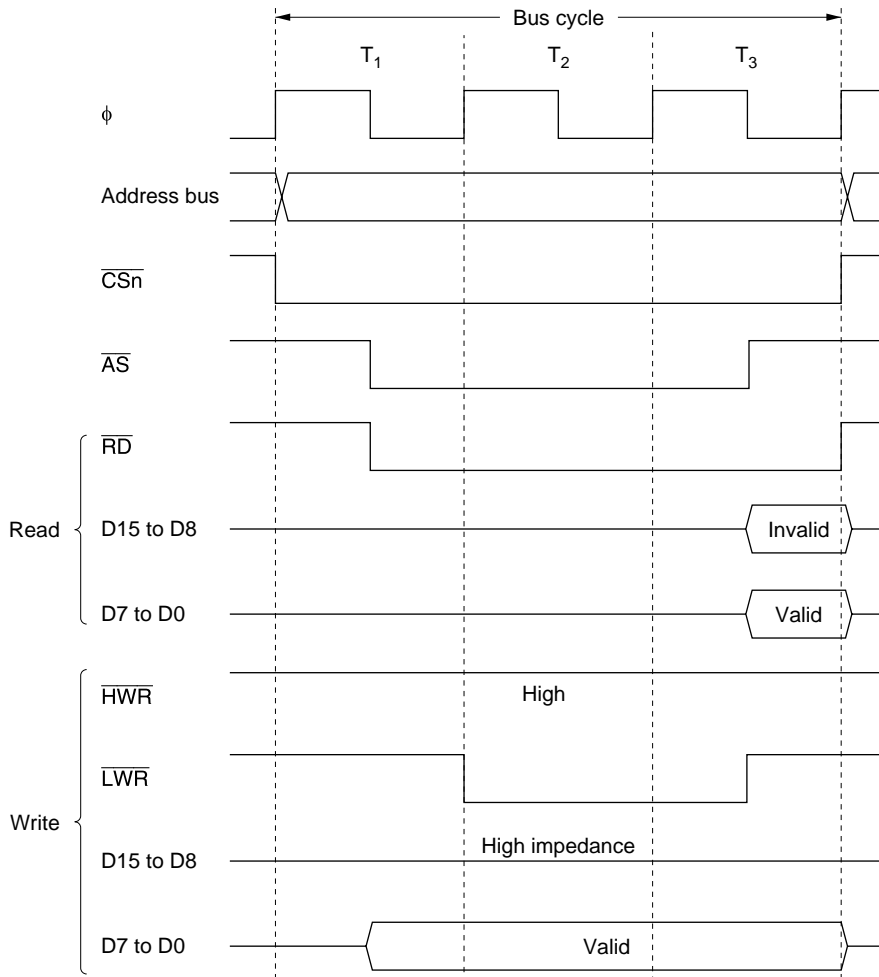 Bus cycle
T1 T2 T3
ϕ
Address bus
CSn
AS
RD
Read
D15 to D8
Invalid
D7 to D0
Valid
HWR
High
LWR
Write
D15 to D8
High impedance
D7 to D0
Valid